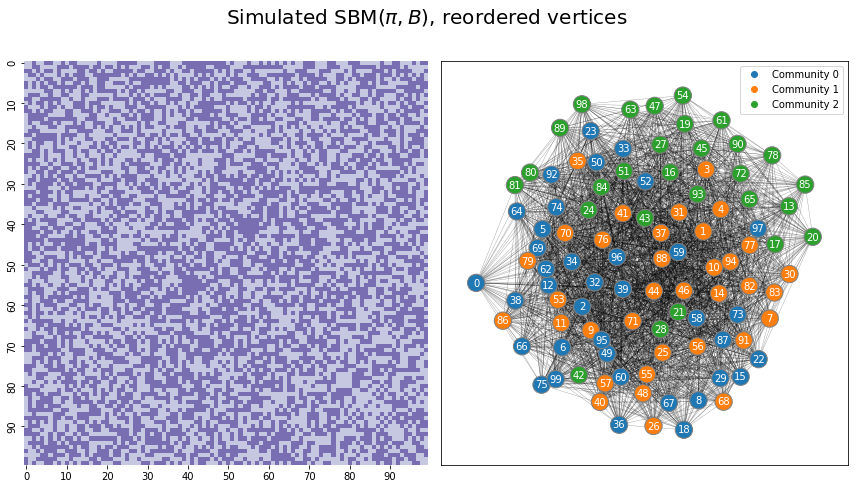 Simulated SBM(π, B), reordered vertices
0
10
20
30
40
50
60
70
80
90
0 10 20 30 40 50 60 70 80 90
Community 0
Community 1
Community 2
54
98 63 47
89 23 19 61
33 27 45 90 78
35 50
80 92 51 16 3 72
81 84 52 93 85
64 74 24 41 43 31 4 65 13
5 70 76 37 1 97 20
69 79 34 96 59 77 17
62 88 10 94 30
0 12 32 39 44 46 14 82 83
38 53 2 21 58 73 7
86 11 9 71 28
66 6 95 49 25 56 87 91 22
75 99 42 57 60 55 29 15
40 48 67 8 68
36 26 18